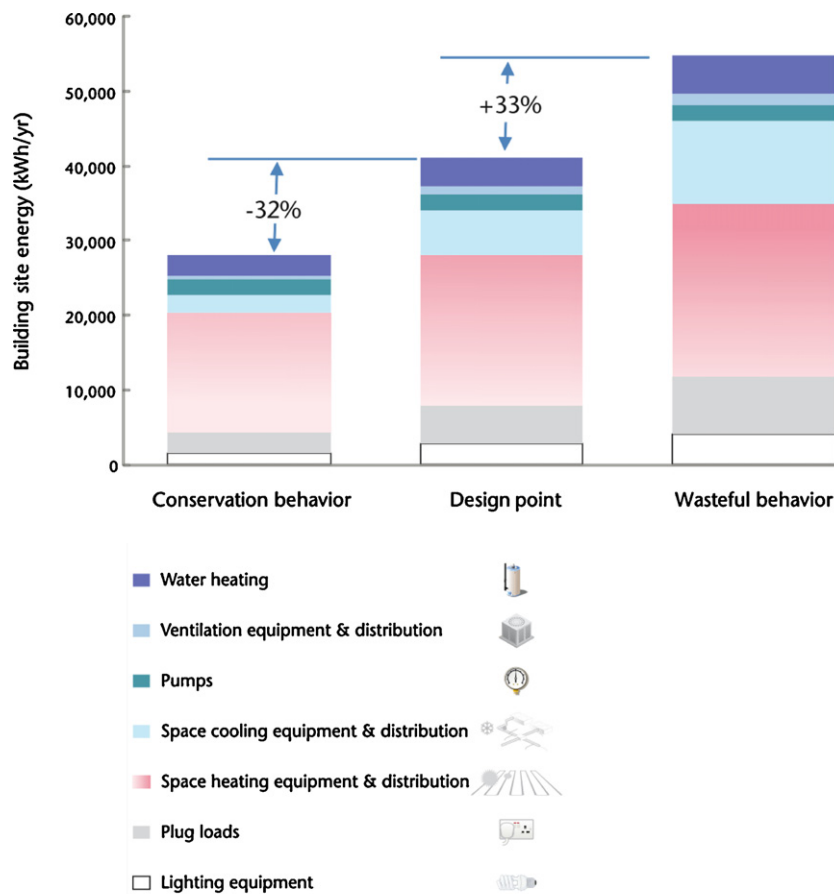 Building site energy (kWh/yr)
60,000
50,000
40,000
30,000
20,000
10,000
0
-32%
+33%
Conservation behavior
Design point
Wasteful behavior
Water heating
Ventilation equipment & distribution
Pumps
Space cooling equipment & distribution
Space heating equipment & distribution
Plug loads
Lighting equipment